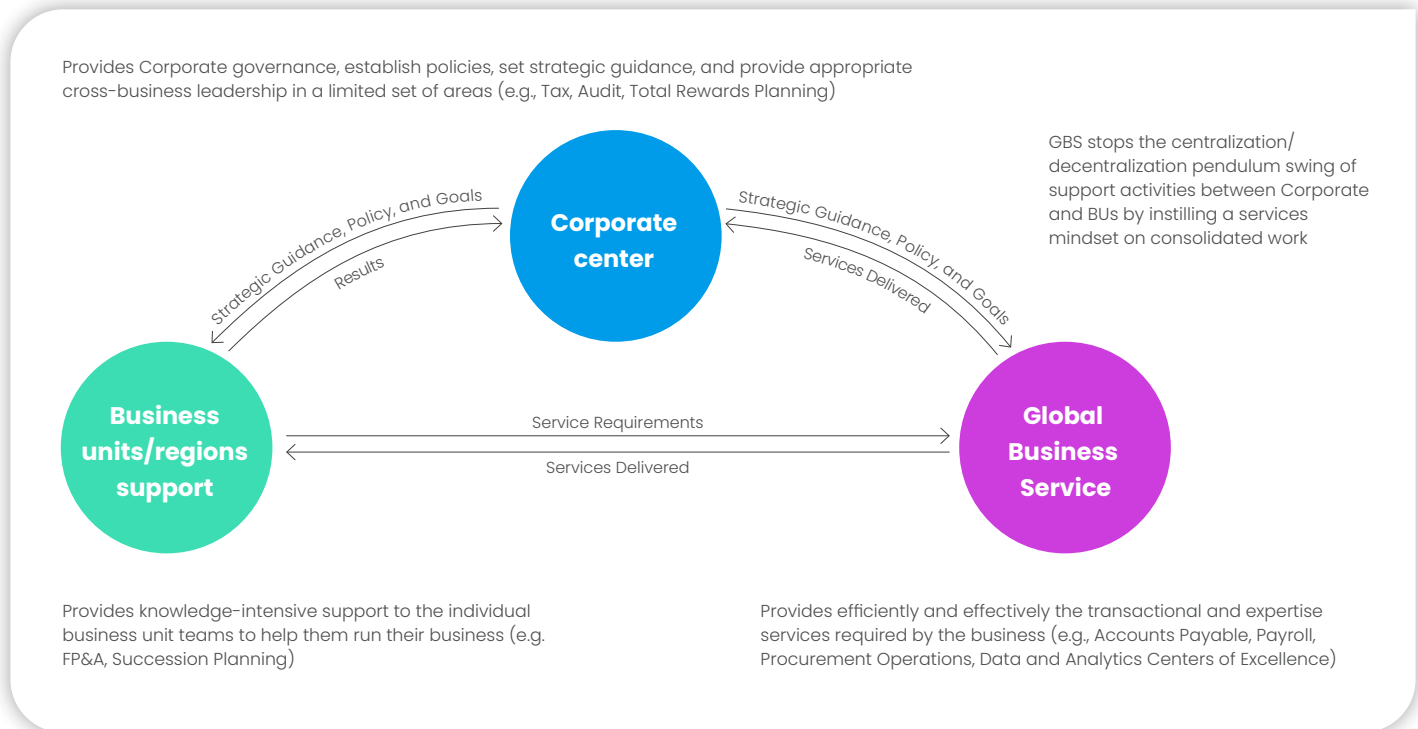 Provides Corporate governance, establish policies, set strategic guidance, and provide appropriate
cross-business leadership in a limited set of areas (e.g., Tax, Audit, Total Rewards Planning)
GBS stops the centralization/
decentralization pendulum swing of
support activities between Corporate
and BUs by instilling a services
mindset on consolidated work
Strategic Guidance, Policy, and Goals
Results
Corporate
center
Strategic Guidance, Policy, and Goals
Services Delivered
Business
units/regions
support
Service Requirements
Services Delivered
Global
Business
Service
Provides knowledge-intensive support to the individual
business unit teams to help them run their business (e.g.
FP&A, Succession Planning)
Provides efficiently and effectively the transactional and expertise
services required by the business (e.g., Accounts Payable, Payroll,
Procurement Operations, Data and Analytics Centers of Excellence)